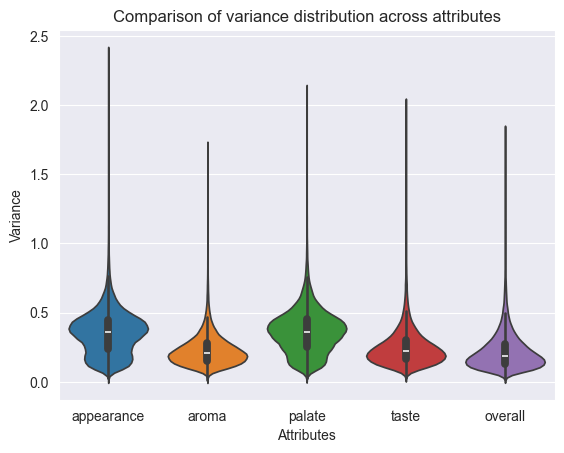 Comparison of variance distribution across attributes
2.5
2.0
1.5
1.0
0.5
0.0
Variance
appearance aroma palate taste overall
Attributes